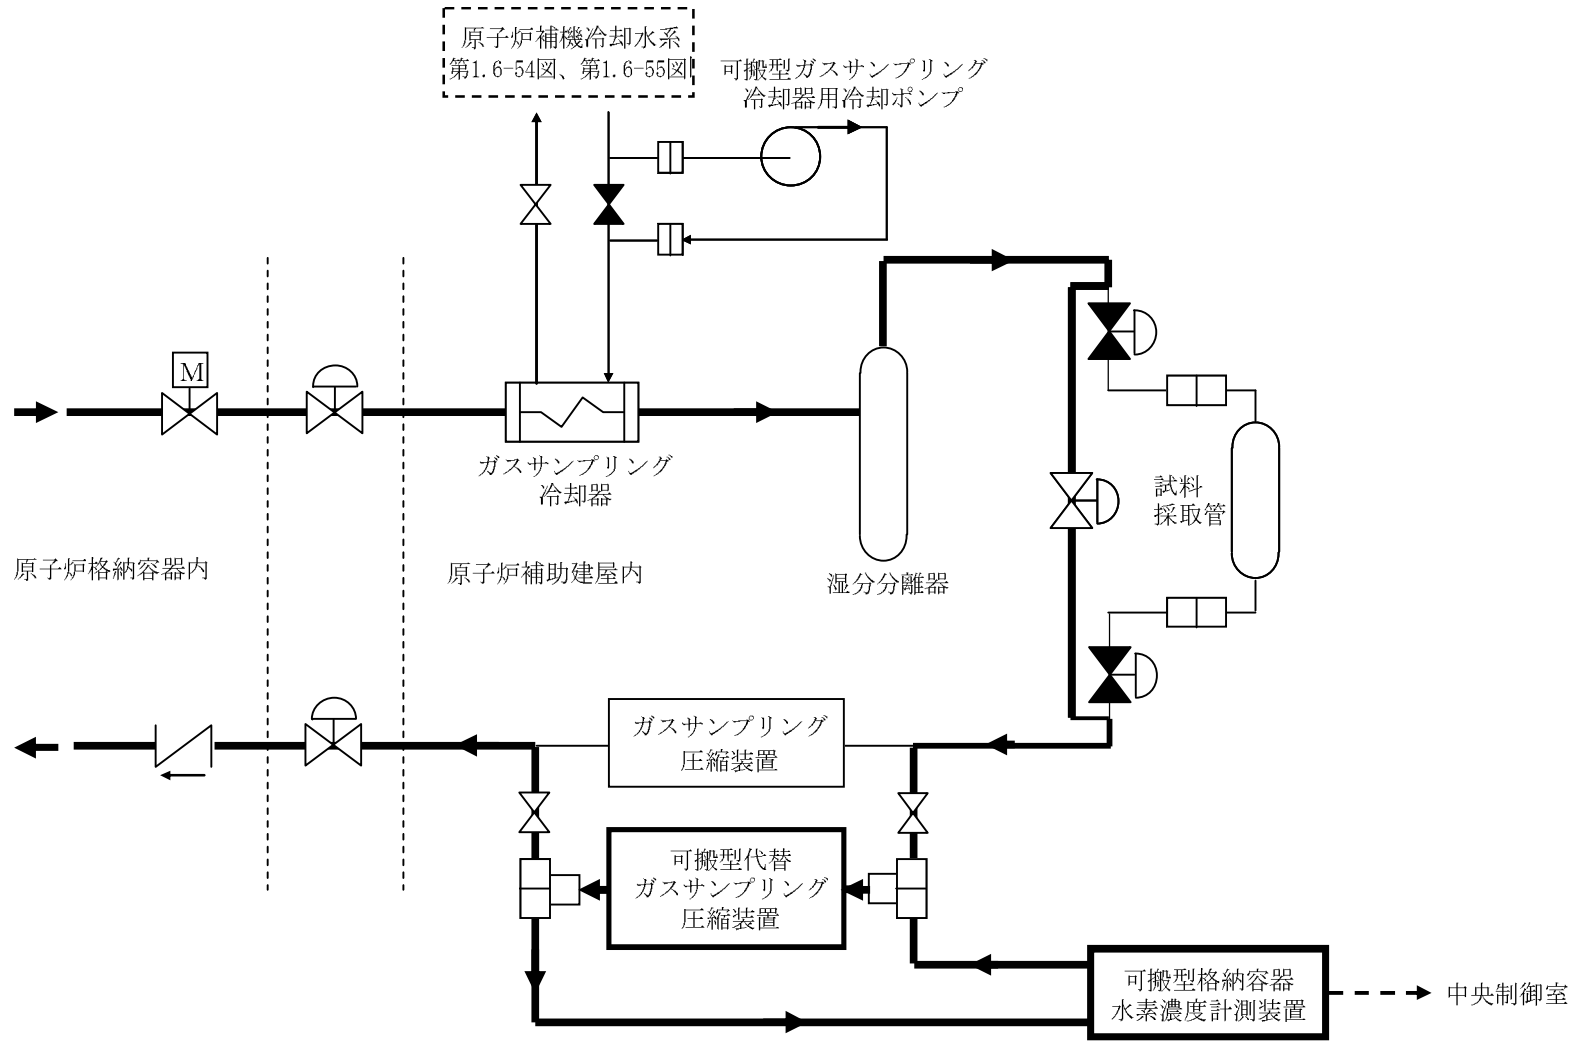 原子炉補機冷却水系
第1.6-54図、第1.6-55図
可搬型ガスサンプリング
冷却器用冷却ポンプ
M
ガスサンプリング
冷却器
試料
採取管
原子炉格納容器内
原子炉補助建屋内
湿分分離器
ガスサンプリング
圧縮装置
可搬型代替
ガスサンプリング
圧縮装置
可搬型格納容器
水素濃度計測装置
中央制御室